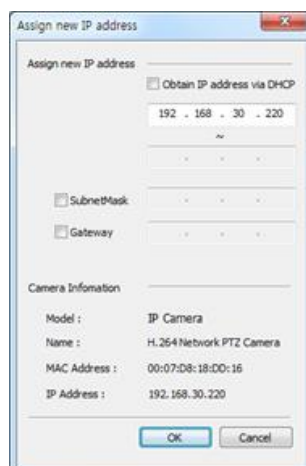 Assign new IP address
Assign new IP address
Obtain IP address via DHCP
192 . 168 . 30 . 220
~
. . .
SubnetMask . . .
Gateway . . .
Camera Infomation
Model : IP Camera
Name : H.264 Network PTZ Camera
MAC Address : 00:07:D8:18:DD:16
IP Address : 192.168.30.220
OK Cancel